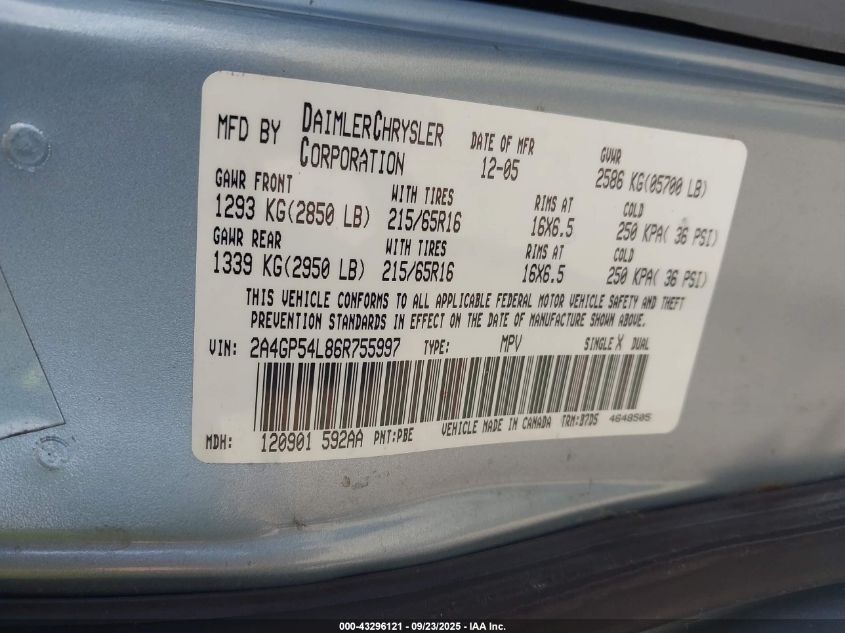 MFD BY DAIMLERCHRYSLER CORPORATION DATE OF MFR 12-05 GVWR 2586 KG(05700 LB)
GAWR FRONT WITH TIRES RIMS AT COLD
1293 KG(2850 LB) 215/65R16 16X6.5 250 KPA( 36 PSI)
GAWR REAR WITH TIRES RIMS AT COLD
1339 KG(2950 LB) 215/65R16 16X6.5 250 KPA( 36 PSI)
THIS VEHICLE CONFORMS TO ALL APPLICABLE FEDERAL MOTOR VEHICLE SAFETY AND THEFT
PREVENTION STANDARDS IN EFFECT ON THE DATE OF MANUFACTURE SHOWN ABOVE.
VIN: 2A4GP54L86R755997 TYPE: MPV SINGLE X DUAL
MDH: 120901 592AA PNT:PBE VEHICLE MADE IN CANADA TRM:B7D5 4648505
000-43296121 - 09/23/2025 - IAA Inc.